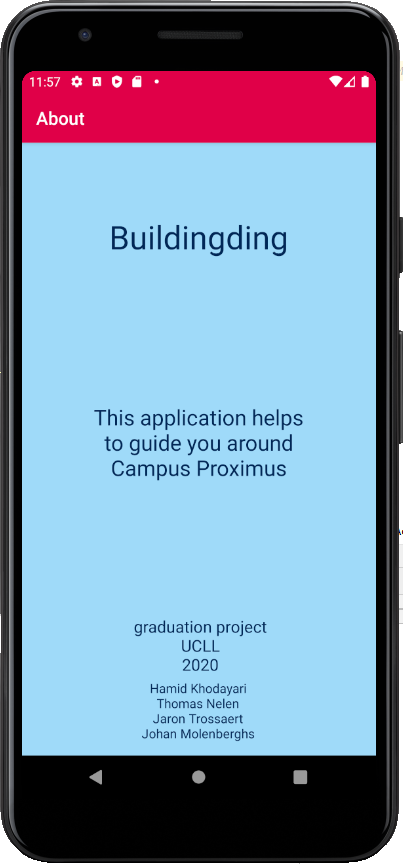 11:57
About
Buildingding
This application helps
to guide you around
Campus Proximus
graduation project
UCLL
2020
Hamid Khodayari
Thomas Nelen
Jaron Trossaert
Johan Molenberghs